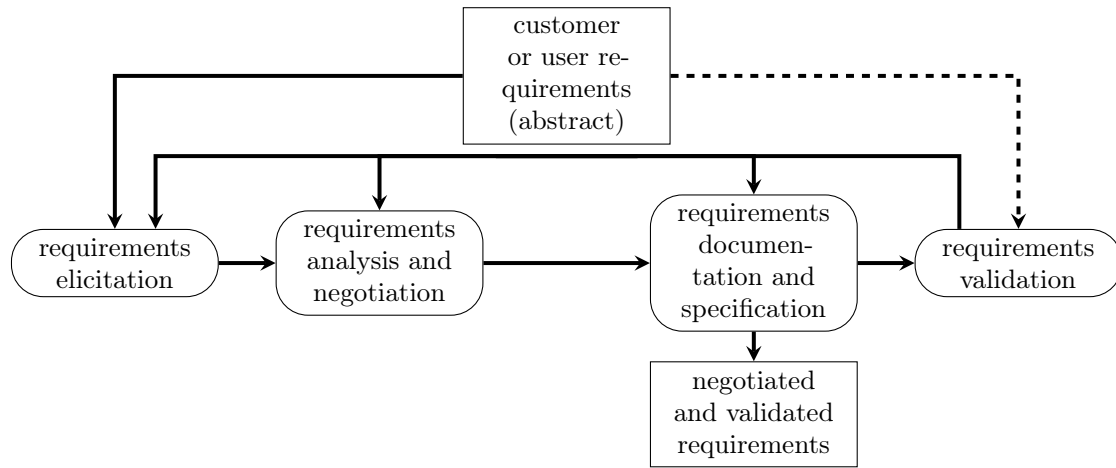 customer
or user re-
quirements
(abstract)
requirements
elicitation
requirements
analysis and
negotiation
requirements
documen-
tation and
specification
requirements
validation
negotiated
and validated
requirements